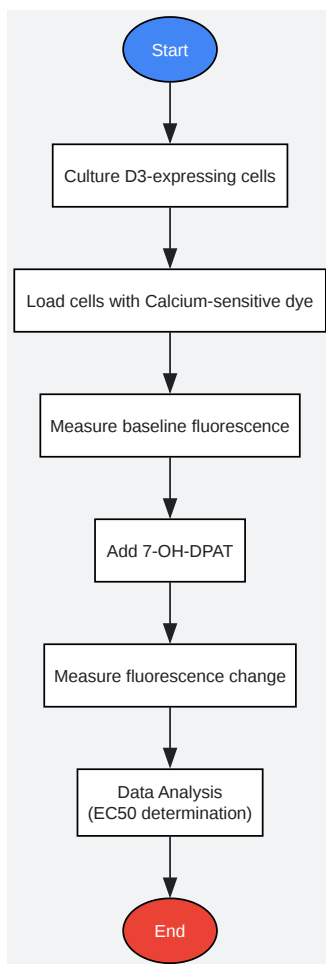 Start
Culture D3-expressing cells
Load cells with Calcium-sensitive dye
Measure baseline fluorescence
Add 7-OH-DPAT
Measure fluorescence change
Data Analysis
(EC50 determination)
End